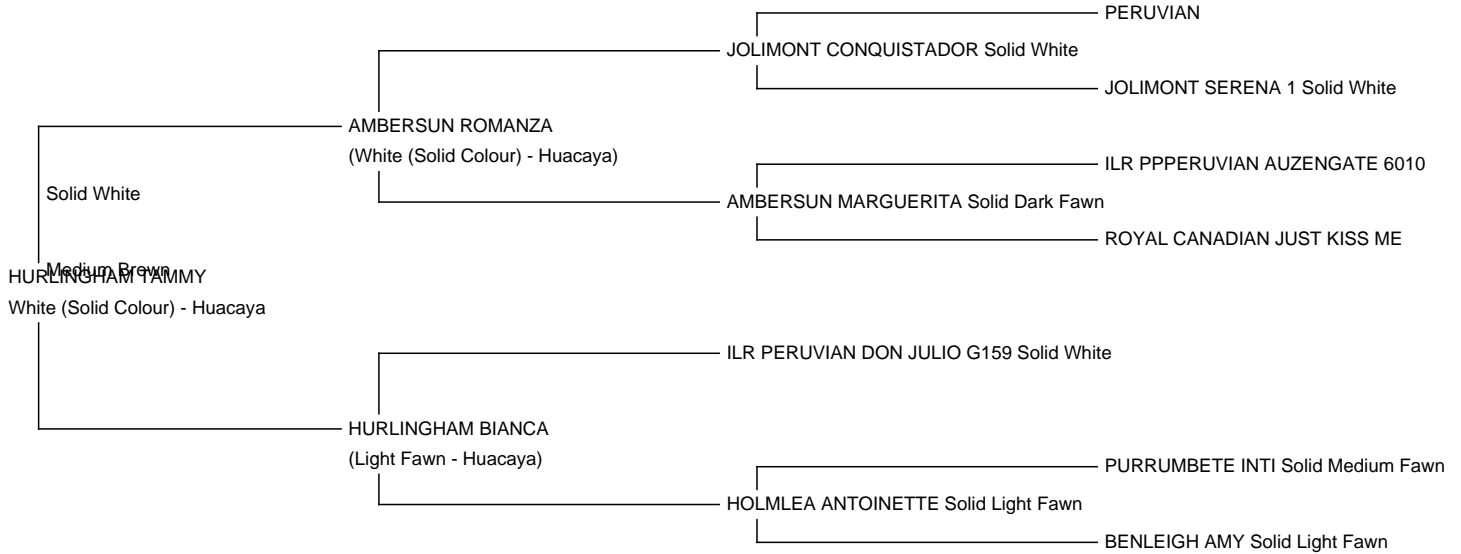 PERUVIAN
JOLIMONT CONQUISTADOR Solid White
JOLIMONT SERENA 1 Solid White
AMBERSUN ROMANZA
(White (Solid Colour) - Huacaya)
ILR PPPERUVIAN AUZENGATE 6010
Solid White
AMBERSUN MARGUERITA Solid Dark Fawn
ROYAL CANADIAN JUST KISS ME
Medium Brown
HURLINGHAM TAMMY
White (Solid Colour) - Huacaya
ILR PERUVIAN DON JULIO G159 Solid White
HURLINGHAM BIANCA
(Light Fawn - Huacaya)
PURRUMBETE INTI Solid Medium Fawn
HOLMLEA ANTOINETTE Solid Light Fawn
BENLEIGH AMY Solid Light Fawn